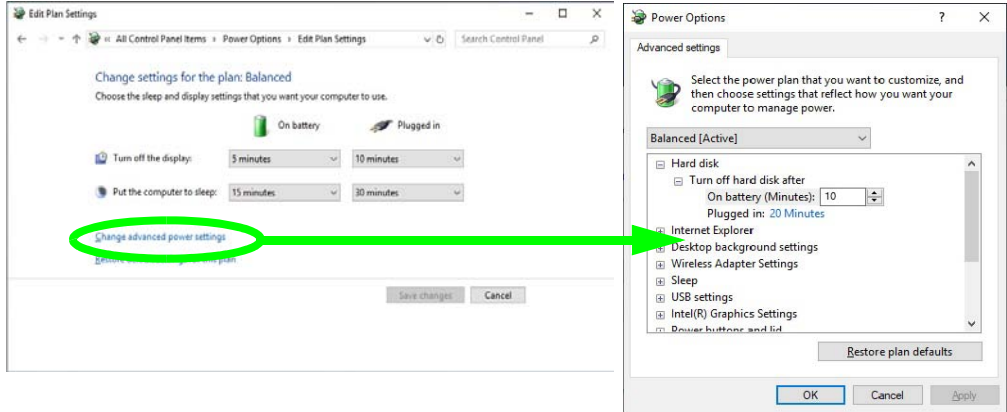 Edit Plan Settings
« All Control Panel Items › Power Options › Edit Plan Settings
Search Control Panel
Change settings for the plan: Balanced
Choose the sleep and display settings that you want your computer to use.
On battery
Plugged in
Turn off the display:
5 minutes
10 minutes
Put the computer to sleep:
15 minutes
30 minutes
Change advanced power settings
plan
Save changes
Cancel
Power Options
?
Advanced settings
Select the power plan that you want to customize, and
then choose settings that reflect how you want your
computer to manage power.
Balanced [Active]
Hard disk
Turn off hard disk after
On battery (Minutes): 10
Plugged in: 20 Minutes
Internet Explorer
Desktop background settings
Wireless Adapter Settings
Sleep
USB settings
Intel(R) Graphics Settings
Power buttons and lid
Restore plan defaults
OK
Cancel
Apply